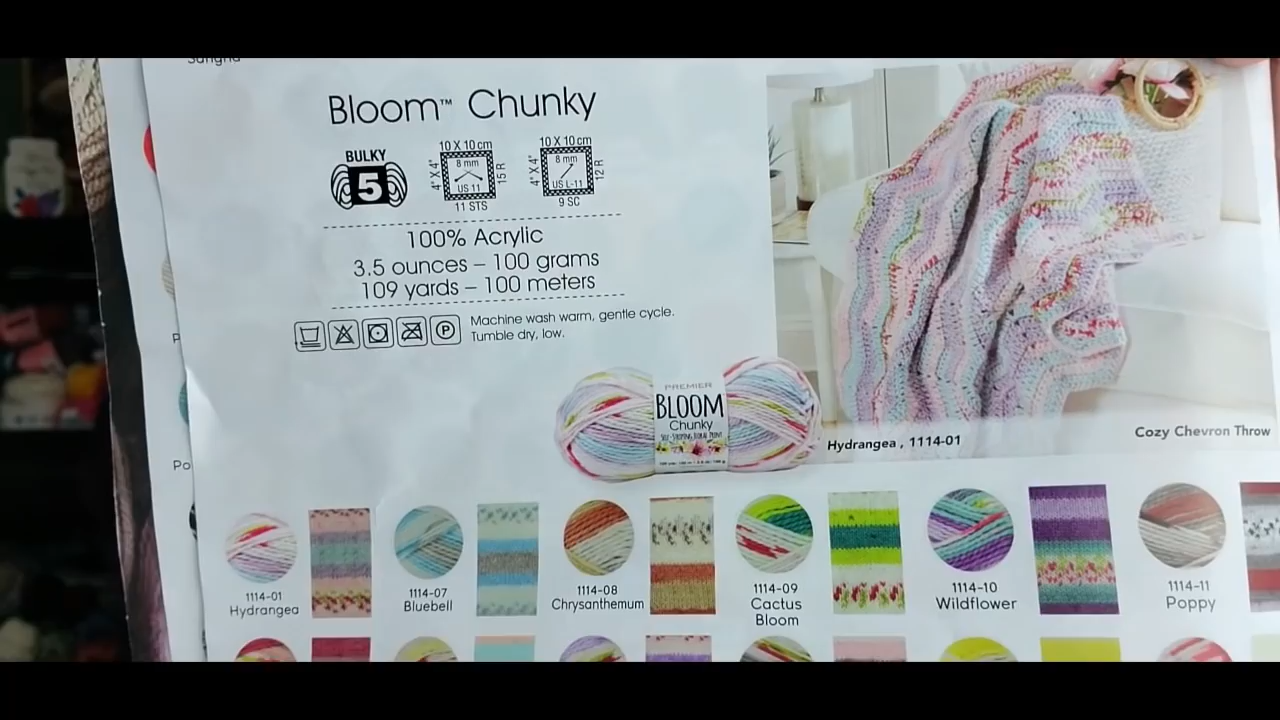 Sangria
Bloom™ Chunky
BULKY
5
10 X 10 cm
4" X 4"
8 mm
US 11
15 R
11 STS
10 X 10 cm
4" X 4"
8 mm
US L-11
12 R
9 SC
100% Acrylic
3.5 ounces – 100 grams
109 yards – 100 meters
P
Machine wash warm, gentle cycle.
Tumble dry, low.
PREMIER
BLOOM
Chunky
Hydrangea , 1114-01
Cozy Chevron Throw
P
Po
1114-01
Hydrangea
1114-07
Bluebell
1114-08
Chrysanthemum
1114-09
Cactus
Bloom
1114-10
Wildflower
1114-11
Poppy